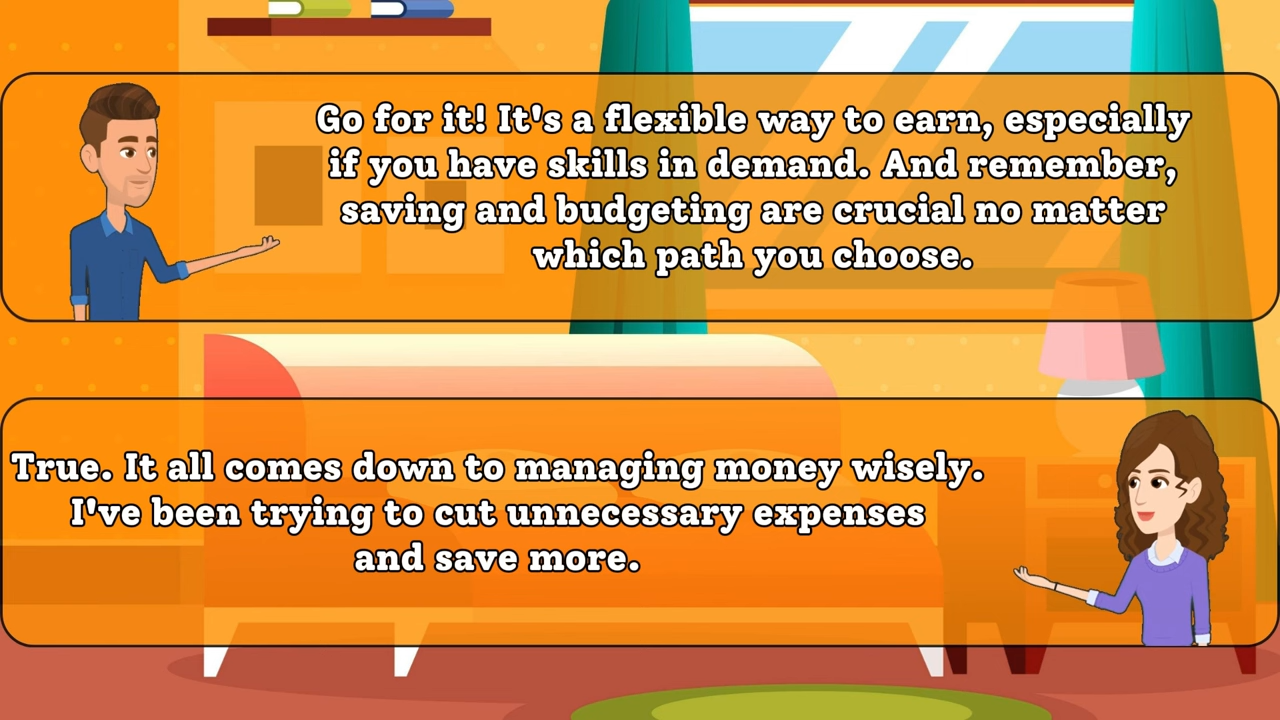 Go for it! It's a flexible way to earn, especially
if you have skills in demand. And remember,
saving and budgeting are crucial no matter
which path you choose.
True. It all comes down to managing money wisely.
I've been trying to cut unnecessary expenses
and save more.